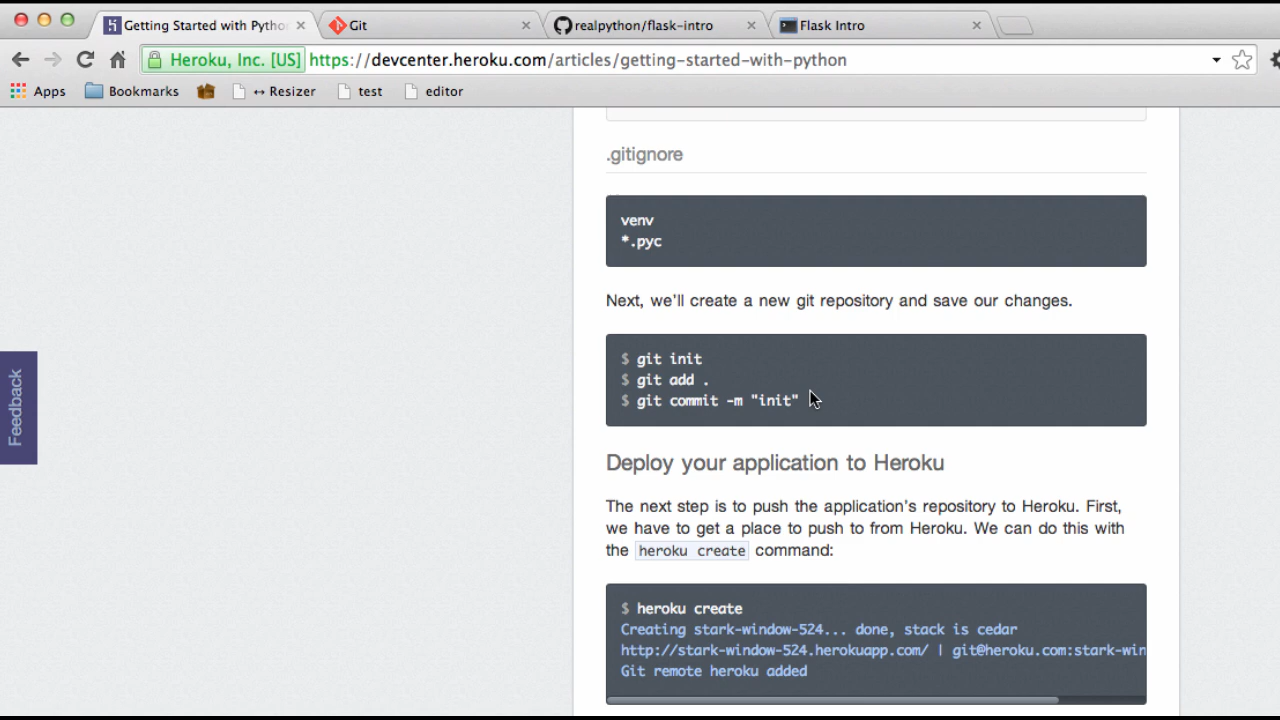 Getting Started with Pytho
Git
realpython/flask-intro
Flask Intro
Heroku, Inc. [US] https://devcenter.heroku.com/articles/getting-started-with-python
Apps Bookmarks ↔ Resizer test editor
.gitignore
venv
*.pyc
Next, we'll create a new git repository and save our changes.
$ git init
$ git add .
$ git commit -m "init"
Feedback
Deploy your application to Heroku
The next step is to push the application's repository to Heroku. First,
we have to get a place to push to from Heroku. We can do this with
the heroku create command:
$ heroku create
Creating stark-window-524... done, stack is cedar
http://stark-window-524.herokuapp.com/ | git@heroku.com:stark-win
Git remote heroku added